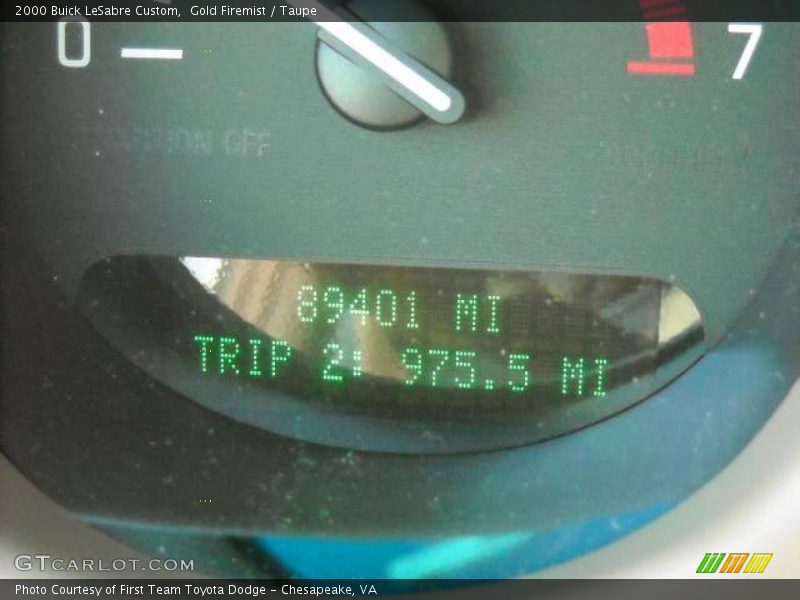 2000 Buick LeSabre Custom, Gold Firemist / Taupe
0
7
OFF
89401 MI
TRIP 2: 975.5 MI
GTCARLOT.COM
Photo Courtesy of First Team Toyota Dodge - Chesapeake, VA